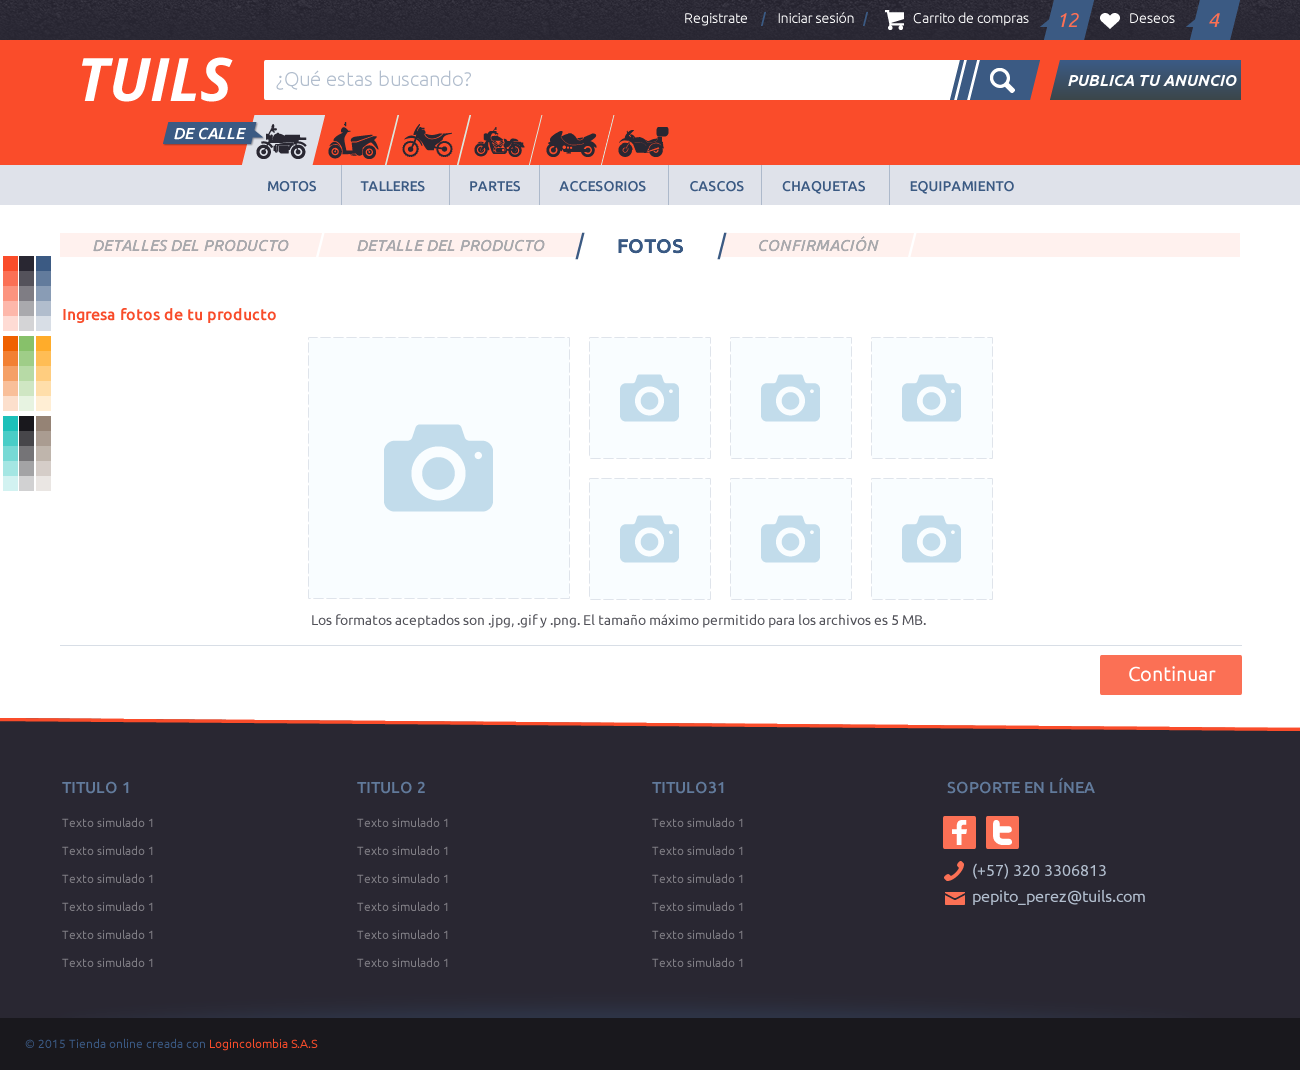 Registrate / Iniciar sesión / Carrito de compras 12 Deseos 4
TUILS
¿Qué estas buscando?
PUBLICA TU ANUNCIO
DE CALLE
MOTOS TALLERES PARTES ACCESORIOS CASCOS CHAQUETAS EQUIPAMIENTO
DETALLES DEL PRODUCTO DETALLE DEL PRODUCTO / FOTOS / CONFIRMACIÓN
Ingresa fotos de tu producto
Los formatos aceptados son .jpg, .gif y .png. El tamaño máximo permitido para los archivos es 5 MB.
Continuar
TITULO 1
Texto simulado 1
Texto simulado 1
Texto simulado 1
Texto simulado 1
Texto simulado 1
Texto simulado 1
TITULO 2
Texto simulado 1
Texto simulado 1
Texto simulado 1
Texto simulado 1
Texto simulado 1
Texto simulado 1
TITULO31
Texto simulado 1
Texto simulado 1
Texto simulado 1
Texto simulado 1
Texto simulado 1
Texto simulado 1
SOPORTE EN LÍNEA
(+57) 320 3306813
pepito_perez@tuils.com
© 2015 Tienda online creada con Logincolombia S.A.S